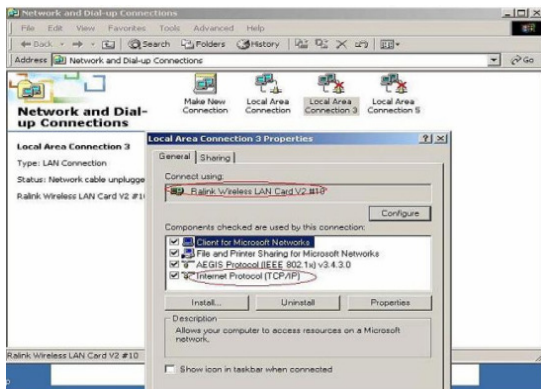 Network and Dial-up Connections
File Edit View Favorites Tools Advanced Help
Back Search Folders History
Address Network and Dial-up Connections Go
Network and Dial-
up Connections
Make New
Connection
Local Area
Connection
Local Area
Connection 3
Local Area
Connection 5
Local Area Connection 3
Type: LAN Connection
Status: Network cable unplugge
Ralink Wireless LAN Card V2 #1
Local Area Connection 3 Properties
General Sharing
Connect using:
Ralink Wireless LAN Card V2 #10
Configure
Components checked are used by this connection:
Client for Microsoft Networks
File and Printer Sharing for Microsoft Networks
AEGIS Protocol (IEEE 802.1x) v3.4.3.0
Internet Protocol (TCP/IP)
Install... Uninstall Properties
Description
Allows your computer to access resources on a Microsoft
network.
Show icon in taskbar when connected
Ralink Wireless LAN Card V2 #10